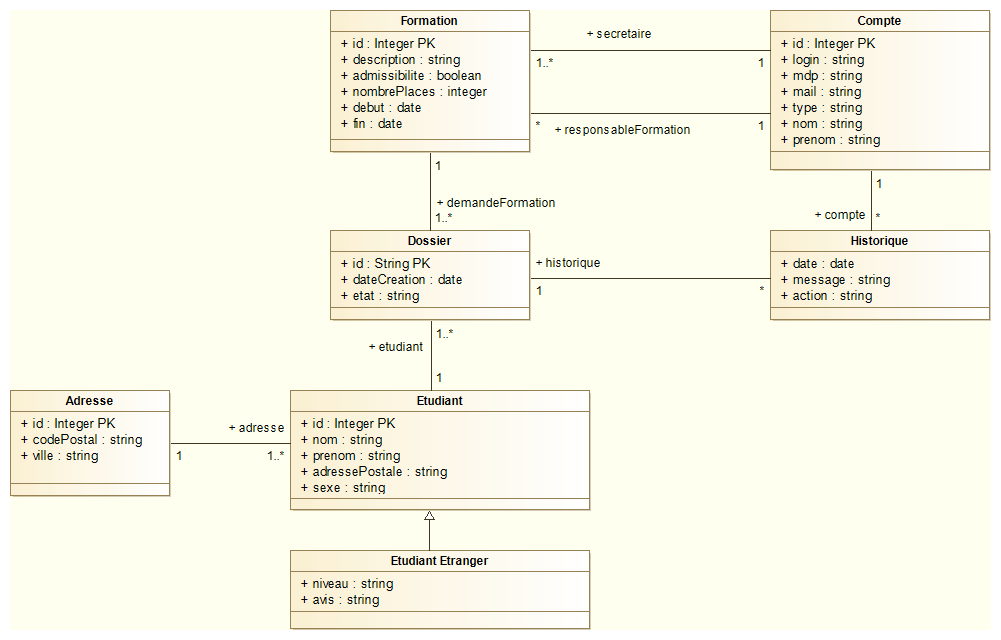 Formation
+ id : Integer PK
+ description : string
+ admissibilite : boolean
+ nombrePlaces : integer
+ debut : date
+ fin : date
+ secretaire
1..*
1
*
+ responsableFormation
1
Compte
+ id : Integer PK
+ login : string
+ mdp : string
+ mail : string
+ type : string
+ nom : string
+ prenom : string
1
+ demandeFormation
1..*
1
+ compte
*
Dossier
+ id : String PK
+ dateCreation : date
+ etat : string
+ historique
1
*
Historique
+ date : date
+ message : string
+ action : string
1..*
+ etudiant
1
Adresse
+ id : Integer PK
+ codePostal : string
+ ville : string
+ adresse
1
1..*
Etudiant
+ id : Integer PK
+ nom : string
+ prenom : string
+ adressePostale : string
+ sexe : string
Etudiant Etranger
+ niveau : string
+ avis : string